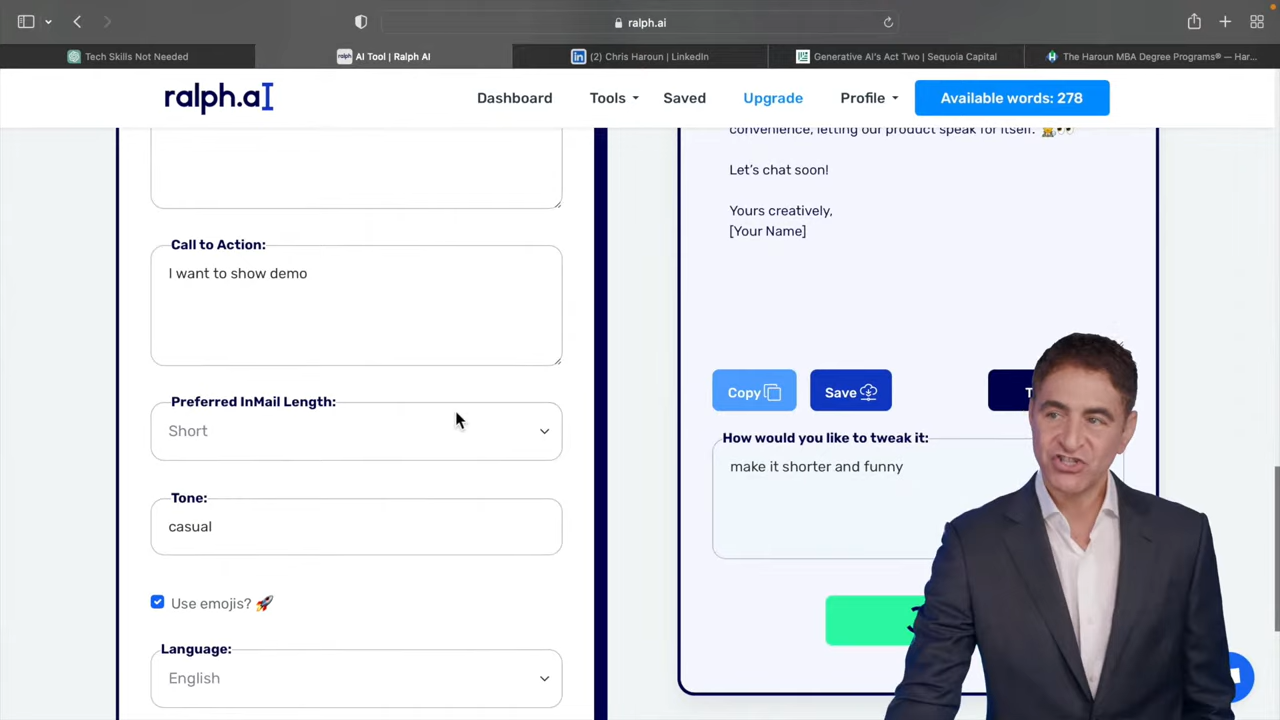 ralph.ai
Tech Skills Not Needed
AI Tool | Ralph AI
(2) Chris Haroun | LinkedIn
Generative AI's Act Two | Sequoia Capital
The Haroun MBA Degree Programs® — Har...
ralph.aI
Dashboard
Tools
Saved
Upgrade
Profile
Available words: 278
Call to Action:
I want to show demo
Preferred InMail Length:
Short
Tone:
casual
Use emojis? 🚀
Language:
English
convenience, letting our product speak for itself.
Let's chat soon!
Yours creatively,
[Your Name]
Copy
Save
How would you like to tweak it:
make it shorter and funny